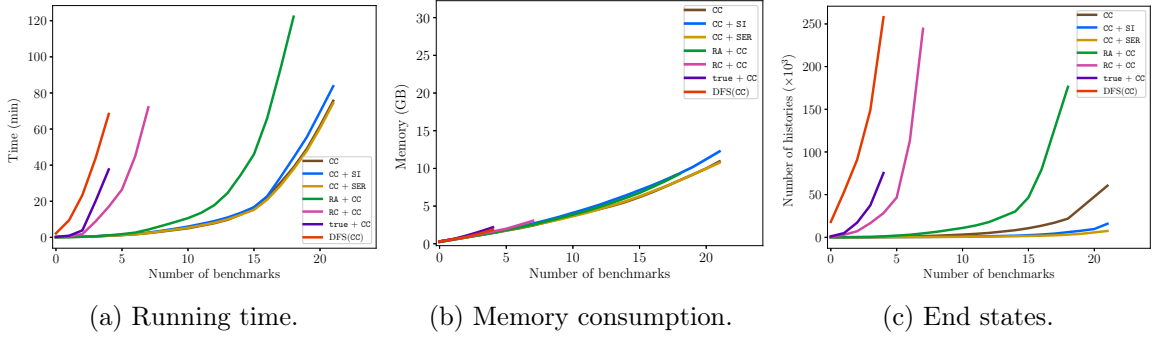 120
100
80
60
40
20
0
Time (min)
0 5 10 15 20
Number of benchmarks
CC
CC + SI
CC + SER
RA + CC
RC + CC
true + CC
DFS(CC)
(a) Running time.
30
25
20
15
10
5
0
Memory (GB)
0 5 10 15 20
Number of benchmarks
CC
CC + SI
CC + SER
RA + CC
RC + CC
true + CC
DFS(CC)
(b) Memory consumption.
250
200
150
100
50
0
Number of histories (×10³)
0 5 10 15 20
Number of benchmarks
CC
CC + SI
CC + SER
RA + CC
RC + CC
true + CC
DFS(CC)
(c) End states.